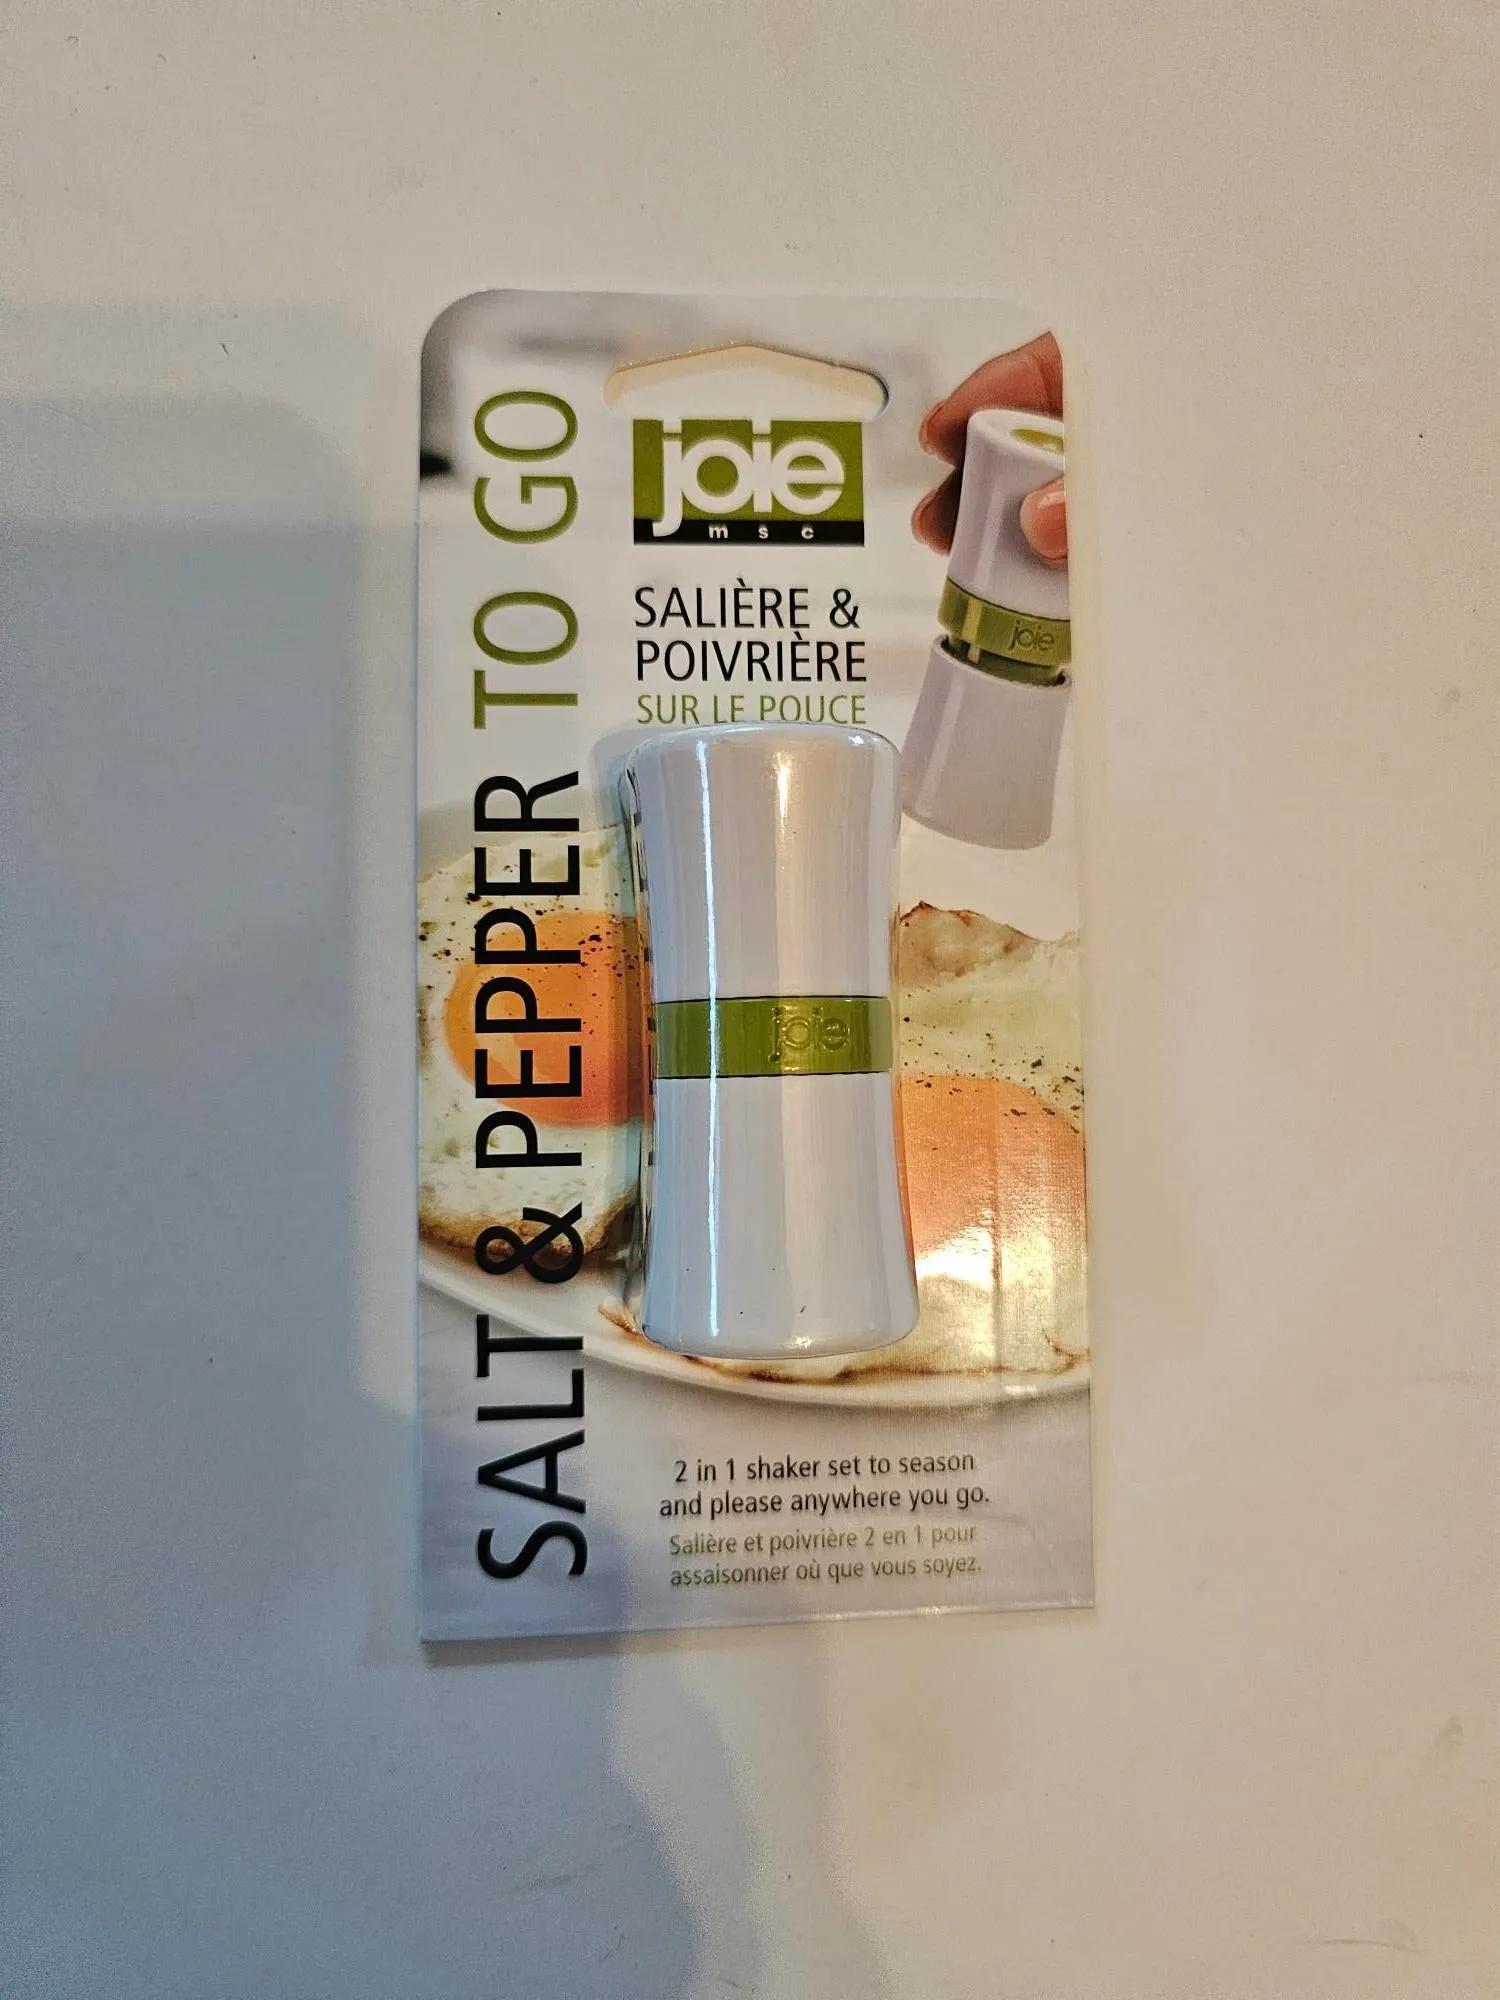 SALT & PEPPER TO GO
joie
msc
SALIÈRE &
POIVRIÈRE
SUR LE POUCE
joie
joie
2 in 1 shaker set to season
and please anywhere you go.
Salière et poivrière 2 en 1 pour
assaisonner où que vous soyez.